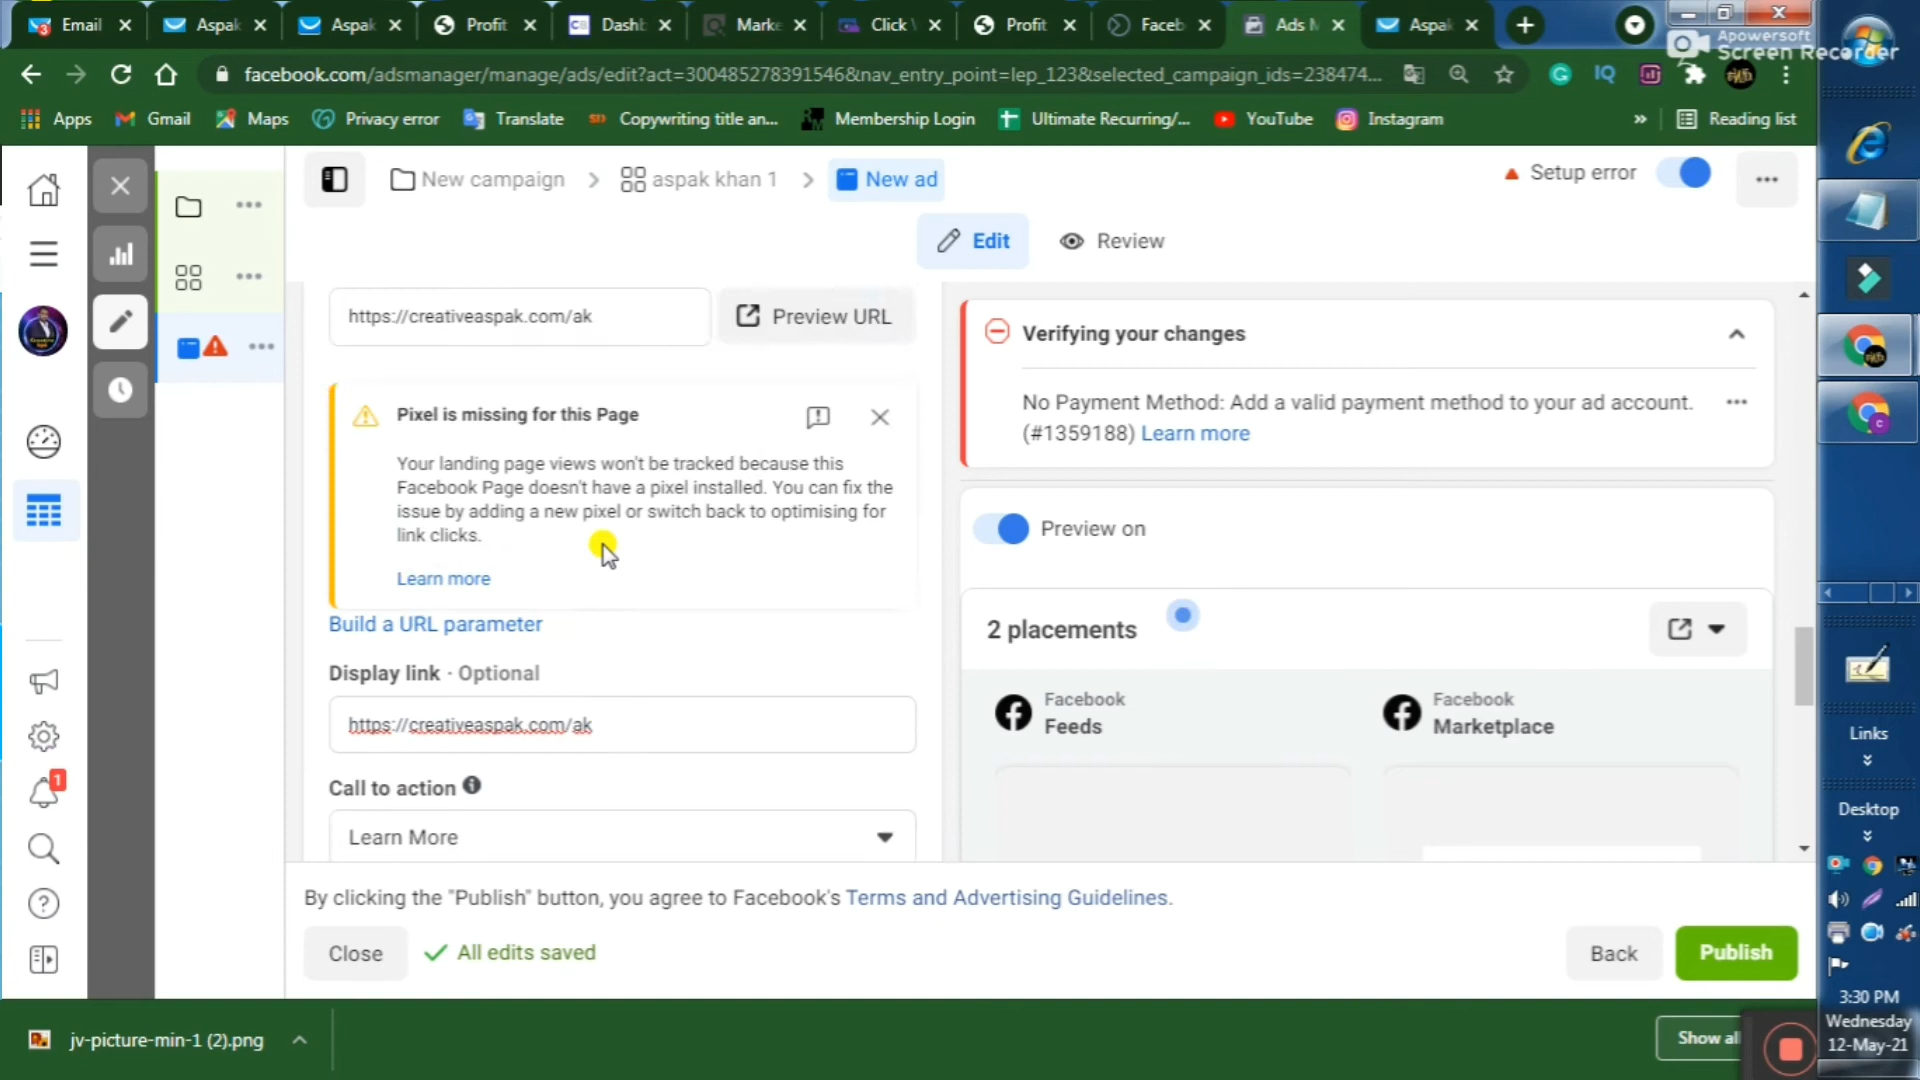 3 Email
Aspak
Aspak
Profit
Dashb
Marke
Click \
Profit
Faceb
Ads M
Aspak
Apowersoft
Screen Recorder
facebook.com/adsmanager/manage/ads/edit?act=300485278391546&nav_entry_point=lep_123&selected_campaign_ids=238474...
IQ
Apps
Gmail
Maps
Privacy error
Translate
Copywriting title an...
Membership Login
Ultimate Recurring/...
YouTube
Instagram
»
Reading list
New campaign
aspak khan 1
New ad
Setup error
Edit
Review
https://creativeaspak.com/ak
Preview URL
Pixel is missing for this Page
Your landing page views won't be tracked because this
Facebook Page doesn't have a pixel installed. You can fix the
issue by adding a new pixel or switch back to optimising for
link clicks.
Learn more
Build a URL parameter
Display link · Optional
https://creativeaspak.com/ak
Call to action
Learn More
Verifying your changes
No Payment Method: Add a valid payment method to your ad account.
(#1359188) Learn more
Preview on
2 placements
Facebook
Feeds
Facebook
Marketplace
1
By clicking the "Publish" button, you agree to Facebook's Terms and Advertising Guidelines.
Close
All edits saved
Back
Publish
jv-picture-min-1 (2).png
Show all
Links
Desktop
3:30 PM
Wednesday
12-May-21